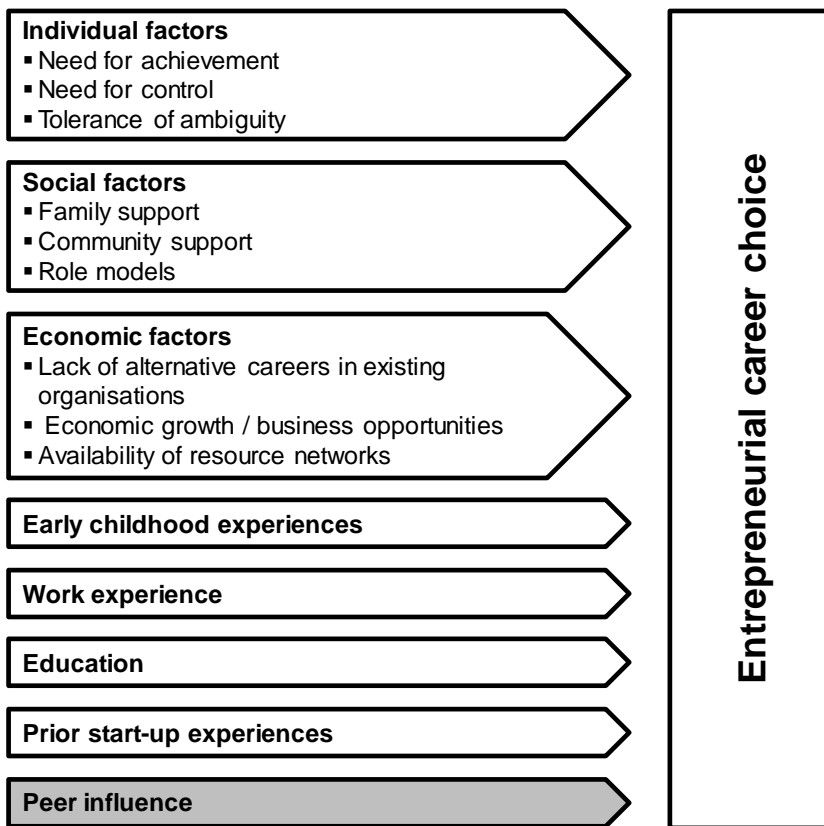 Individual factors
▪ Need for achievement
▪ Need for control
▪ Tolerance of ambiguity
Social factors
▪ Family support
▪ Community support
▪ Role models
Economic factors
▪ Lack of alternative careers in existing
organisations
▪ Economic growth / business opportunities
▪ Availability of resource networks
Early childhood experiences
Work experience
Education
Prior start-up experiences
Peer influence
Entrepreneurial career choice